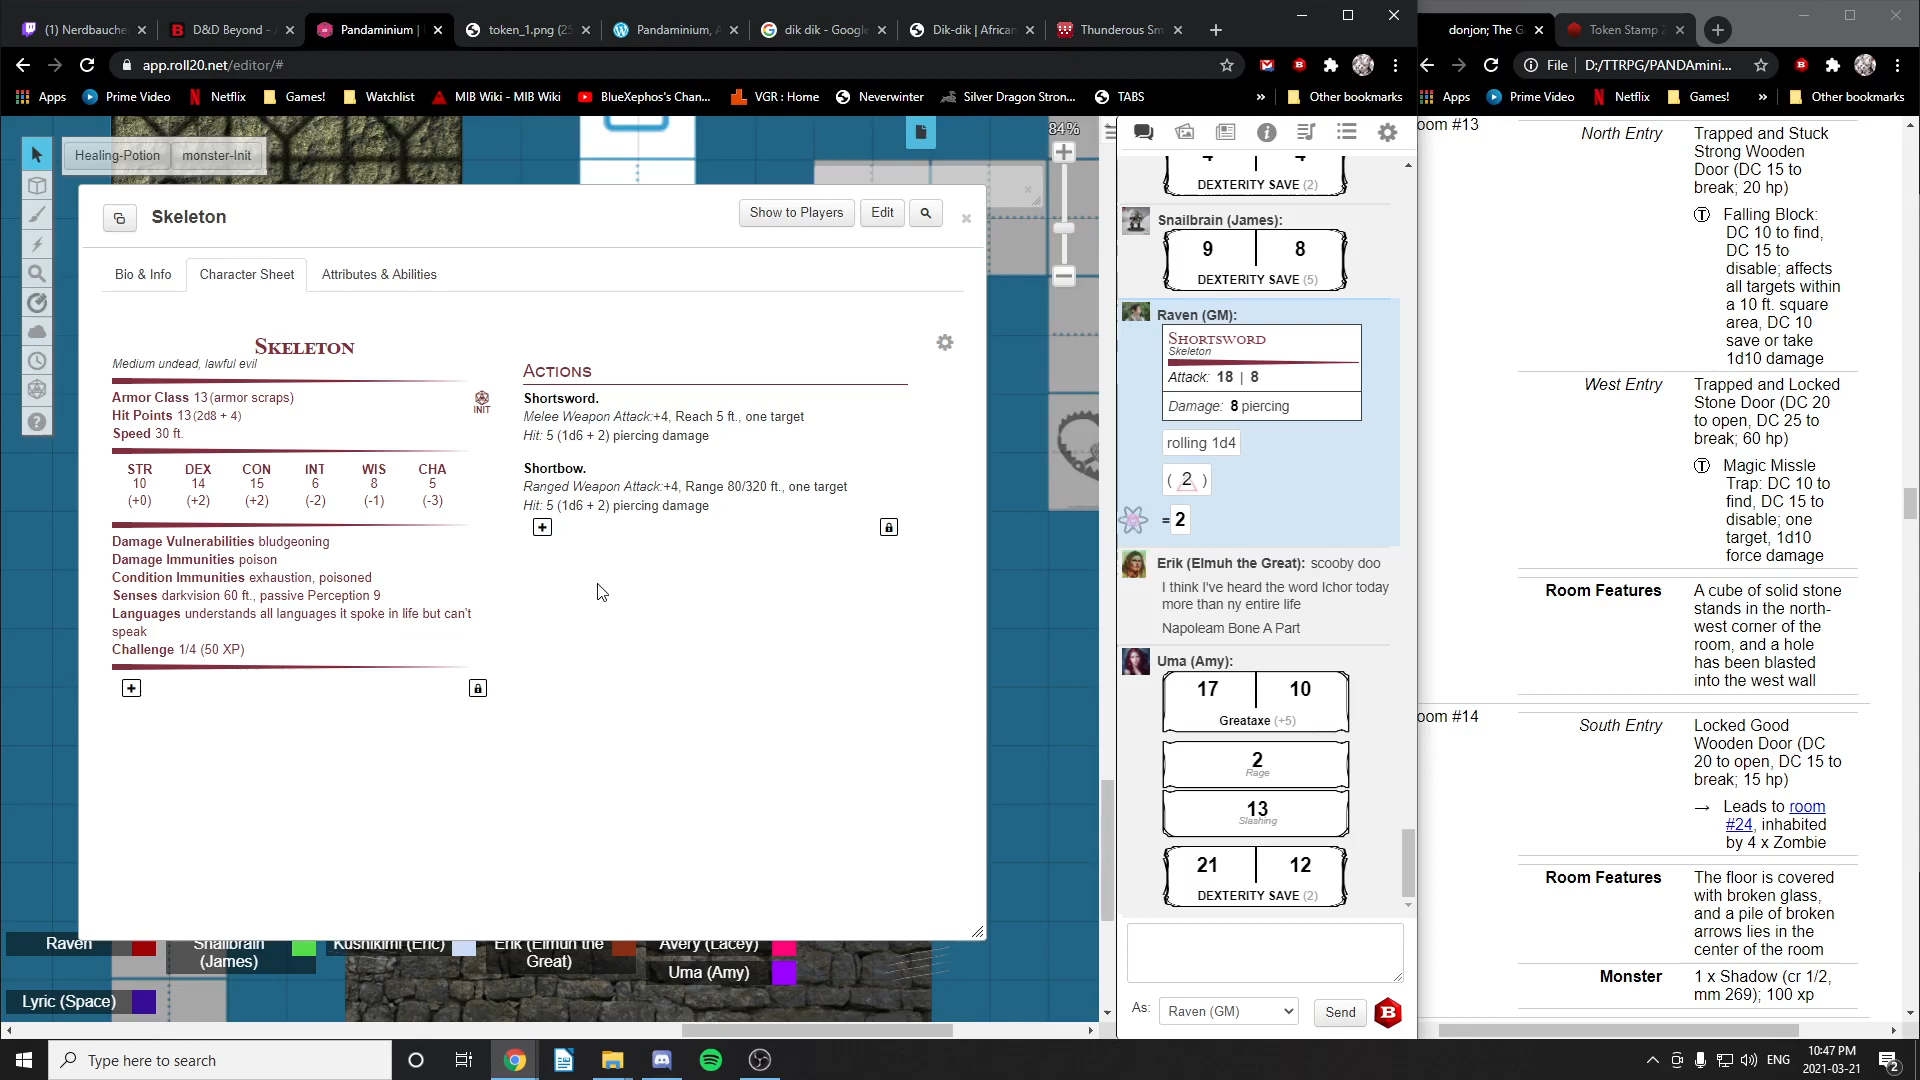 Nerdbauche
D&D Beyond -
Pandaminium |
token_1.png (25
Pandaminium, A
dik dik - Google
Dik-dik | African
Thunderous Sm
donjon; The G
Token Stamp 2
app.roll20.net/editor/#
File | D:/TTRPG/PANDAmini...
Apps
Prime Video
Netflix
Games!
Watchlist
MIB Wiki - MIB Wiki
BlueXephos's Chan...
VGR : Home
Neverwinter
Silver Dragon Stron...
TABS
»
Other bookmarks
Apps
Prime Video
Netflix
Games!
»
Other bookmarks
Healing-Potion
monster-Init
84%
Skeleton
Show to Players
Edit
Bio & Info
Character Sheet
Attributes & Abilities
SKELETON
Medium undead, lawful evil
Armor Class 13 (armor scraps)
Hit Points 13 (2d8 + 4)
Speed 30 ft.
INIT
STR DEX CON INT WIS CHA
10 14 15 6 8 5
(+0) (+2) (+2) (-2) (-1) (-3)
Damage Vulnerabilities bludgeoning
Damage Immunities poison
Condition Immunities exhaustion, poisoned
Senses darkvision 60 ft., passive Perception 9
Languages understands all languages it spoke in life but can't
speak
Challenge 1/4 (50 XP)
ACTIONS
Shortsword.
Melee Weapon Attack:+4, Reach 5 ft., one target
Hit: 5 (1d6 + 2) piercing damage
Shortbow.
Ranged Weapon Attack:+4, Range 80/320 ft., one target
Hit: 5 (1d6 + 2) piercing damage
Raven
Snailbrain
(James)
Kushikimi (Eric)
Erik (Elmuh the
Great)
Avery (Lacey)
Uma (Amy)
Lyric (Space)
4 4
DEXTERITY SAVE (2)
Snailbrain (James):
9 8
DEXTERITY SAVE (5)
Raven (GM):
SHORTSWORD
Skeleton
Attack: 18 | 8
Damage: 8 piercing
rolling 1d4
( 2 )
= 2
Erik (Elmuh the Great): scooby doo
I think I've heard the word Ichor today
more than ny entire life
Napoleam Bone A Part
Uma (Amy):
17 10
Greataxe (+5)
2
Rage
13
Slashing
21 12
DEXTERITY SAVE (2)
As:
Raven (GM)
Send
B
oom #13
North Entry
Trapped and Stuck
Strong Wooden
Door (DC 15 to
break; 20 hp)
T Falling Block:
DC 10 to find,
DC 15 to
disable; affects
all targets within
a 10 ft. square
area, DC 10
save or take
1d10 damage
West Entry
Trapped and Locked
Stone Door (DC 20
to open, DC 25 to
break; 60 hp)
T Magic Missle
Trap: DC 10 to
find, DC 15 to
disable; one
target, 1d10
force damage
Room Features
A cube of solid stone
stands in the north-
west corner of the
room, and a hole
has been blasted
into the west wall
oom #14
South Entry
Locked Good
Wooden Door (DC
20 to open, DC 15 to
break; 15 hp)
→ Leads to room
#24, inhabited
by 4 x Zombie
Room Features
The floor is covered
with broken glass,
and a pile of broken
arrows lies in the
center of the room
Monster
1 x Shadow (cr 1/2,
mm 269); 100 xp
Type here to search
ENG
10:47 PM
2021-03-21
2